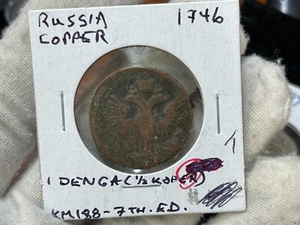 RUSSIA 1746
COPPER
1 DENGA (½ KOPEK)
KM188-7TH.ED.